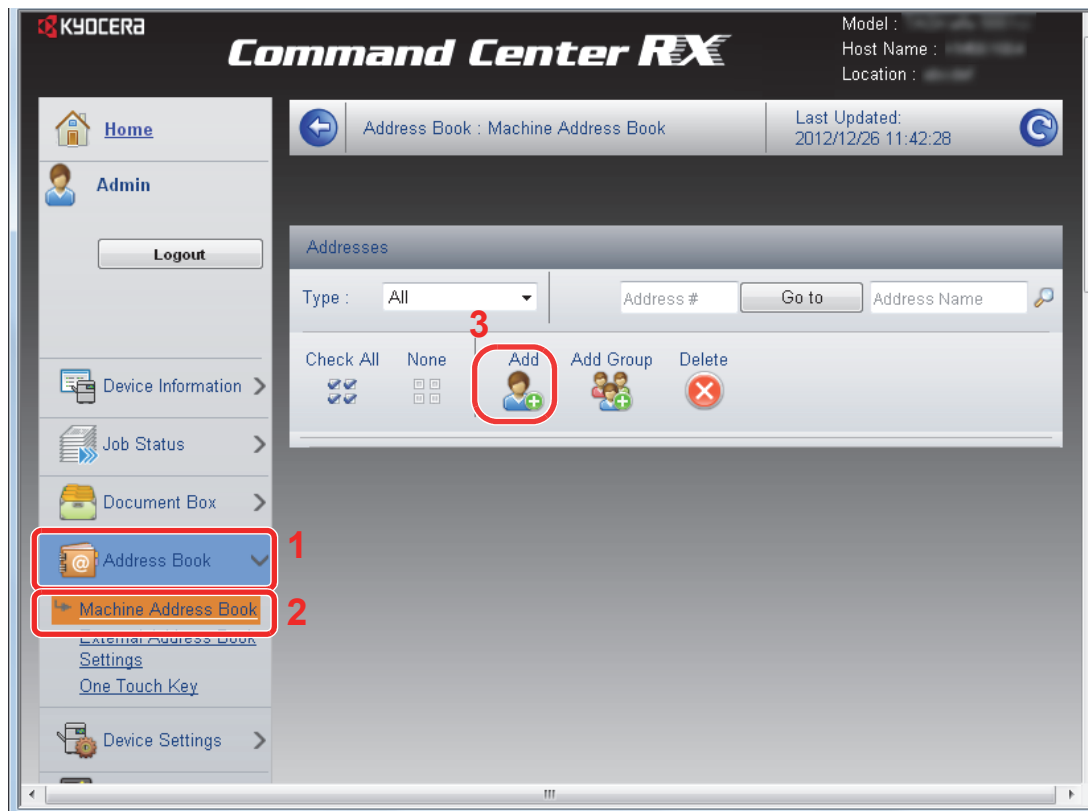 KYOCERA
Command Center RX
Model :
Host Name :
Location :
Home
Admin
Logout
Device Information
Job Status
Document Box
Address Book
1
Machine Address Book
2
External Address Book
Settings
One Touch Key
Device Settings
Address Book : Machine Address Book
Last Updated:
2012/12/26 11:42:28
Addresses
Type :
All
Address #
Go to
Address Name
3
Check All
None
Add
Add Group
Delete